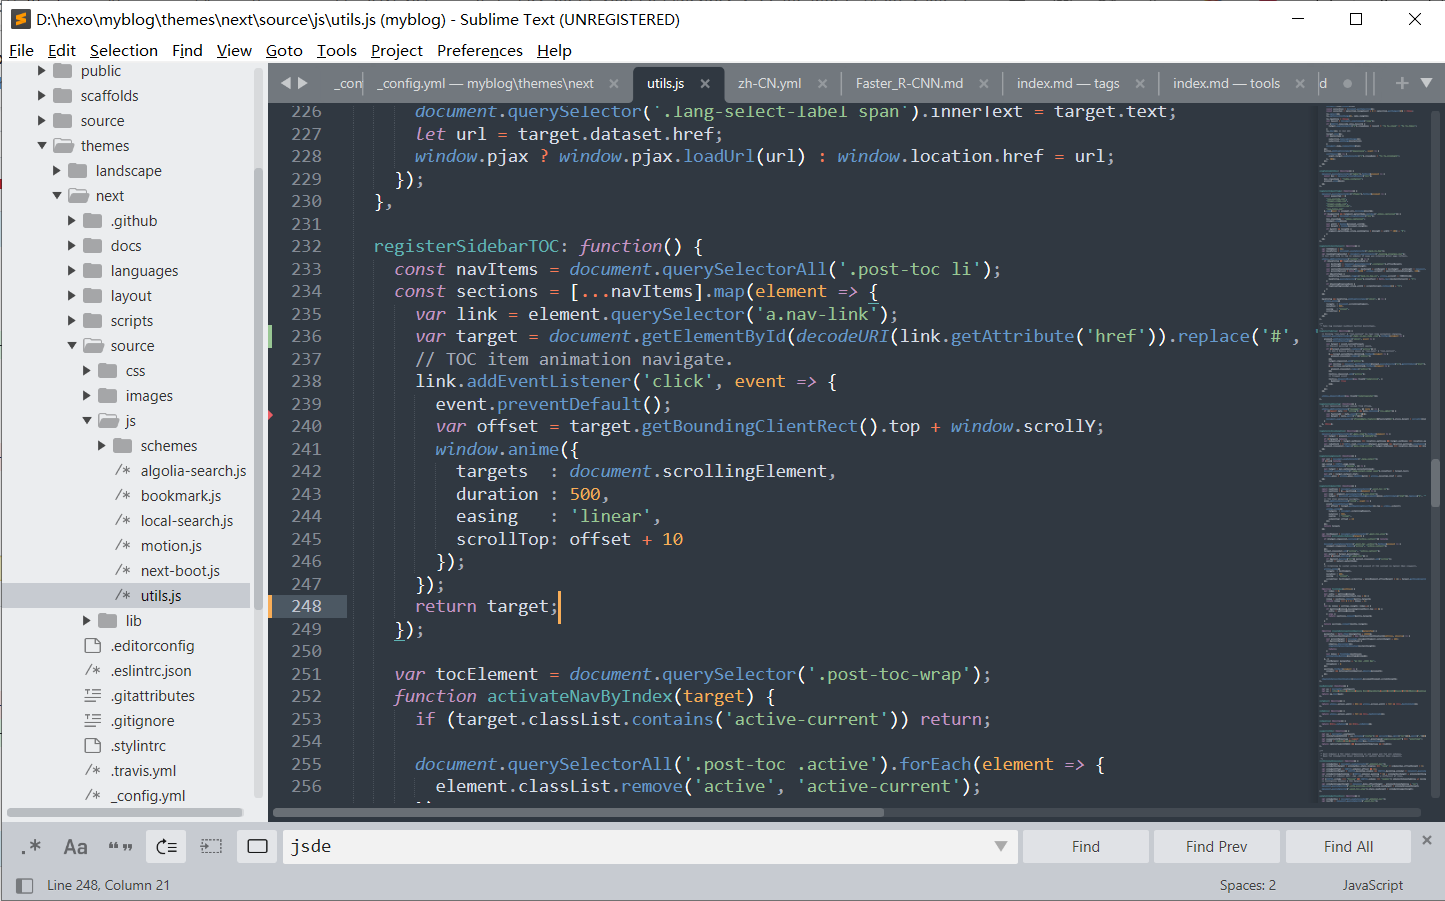 D:\hexo\myblog\themes\next\source\js\utils.js (myblog) - Sublime Text (UNREGISTERED)
File Edit Selection Find View Goto Tools Project Preferences Help
public
scaffolds
source
themes
landscape
next
.github
docs
languages
layout
scripts
source
css
images
js
schemes
/* algolia-search.js
/* bookmark.js
/* local-search.js
/* motion.js
/* next-boot.js
/* utils.js
lib
.editorconfig
/* .eslintrc.json
.gitattributes
.gitignore
.stylintrc
/* .travis.yml
/* _config.yml
_con _config.yml — myblog\themes\next utils.js zh-CN.yml Faster_R-CNN.md index.md — tags index.md — tools d
226 document.querySelector('.lang-select-label span').innerText = target.text;
227 let url = target.dataset.href;
228 window.pjax ? window.pjax.loadUrl(url) : window.location.href = url;
229 });
230 },
231
232 registerSidebarTOC: function() {
233 const navItems = document.querySelectorAll('.post-toc li');
234 const sections = [...navItems].map(element => {
235 var link = element.querySelector('a.nav-link');
236 var target = document.getElementById(decodeURI(link.getAttribute('href')).replace('#',
237 // TOC item animation navigate.
238 link.addEventListener('click', event => {
239 event.preventDefault();
240 var offset = target.getBoundingClientRect().top + window.scrollY;
241 window.anime({
242 targets  : document.scrollingElement,
243 duration : 500,
244 easing   : 'linear',
245 scrollTop: offset + 10
246 });
247 });
248 return target;
249 });
250
251 var tocElement = document.querySelector('.post-toc-wrap');
252 function activateNavByIndex(target) {
253 if (target.classList.contains('active-current')) return;
254
255 document.querySelectorAll('.post-toc .active').forEach(element => {
256 element.classList.remove('active', 'active-current');
.* Aa “” jsde Find Find Prev Find All
Line 248, Column 21 Spaces: 2 JavaScript